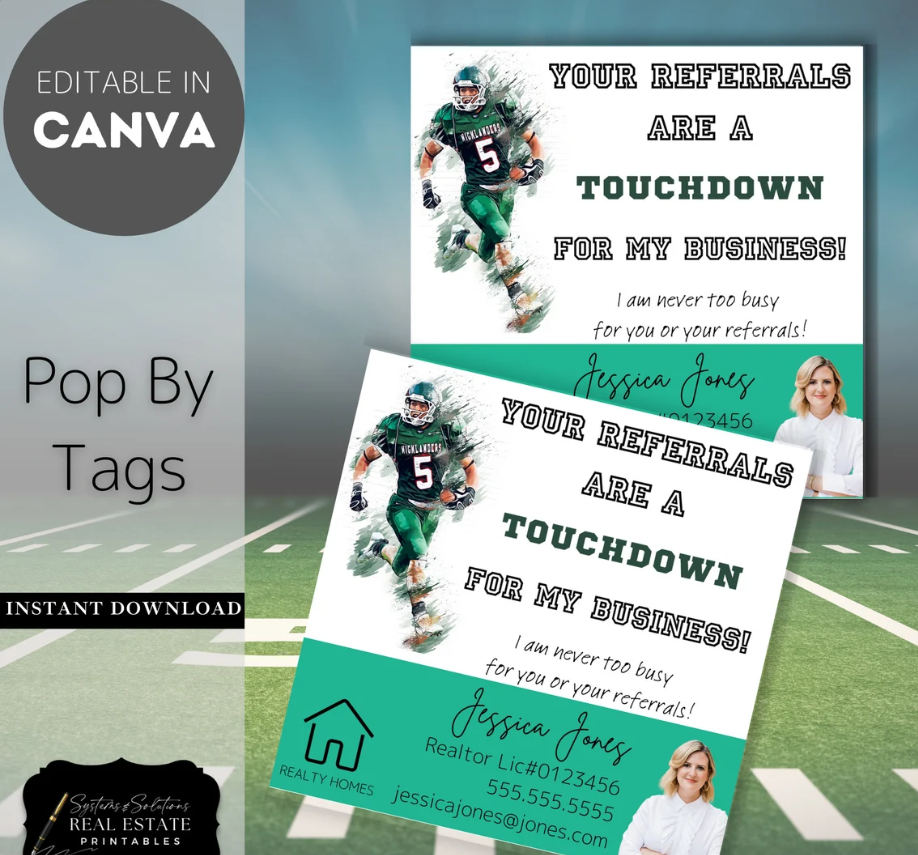 EDITABLE IN
CANVA
Pop By
Tags
INSTANT DOWNLOAD
Systems & Solutions
REAL ESTATE
PRINTABLES
YOUR REFERRALS
ARE A
TOUCHDOWN
FOR MY BUSINESS!
I am never too busy
for you or your referrals!
Jessica Jones
#0123456
HIGHLANDERS
5
YOUR REFERRALS
ARE A
TOUCHDOWN
FOR MY BUSINESS!
I am never too busy
for you or your referrals!
Jessica Jones
Realtor Lic#0123456
555.555.5555
jessicajones@jones.com
REALTY HOMES
HIGHLANDERS
5